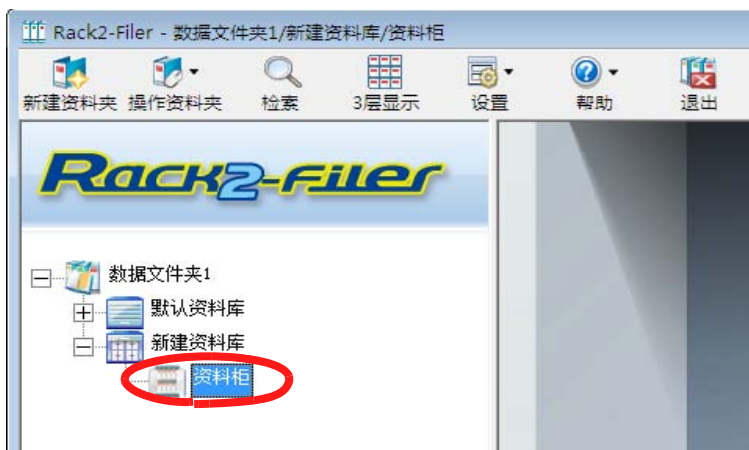 Rack2-Filer - 数据文件夹1/新建资料库/资料柜
新建资料夹 操作资料夹 检索 3层显示 设置 帮助 退出
Rack2-Filer
数据文件夹1
默认资料库
新建资料库
资料柜